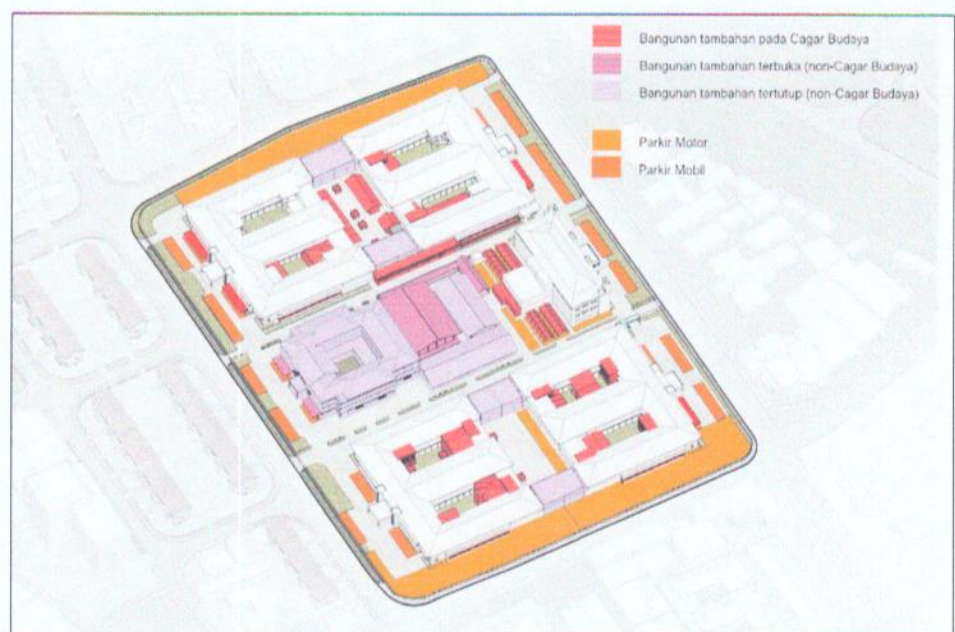 Bangunan tambahan pada Cagar Budaya
Bangunan tambahan terbuka (non-Cagar Budaya)
Bangunan tambahan tertutup (non-Cagar Budaya)
Parkir Motor
Parkir Mobil